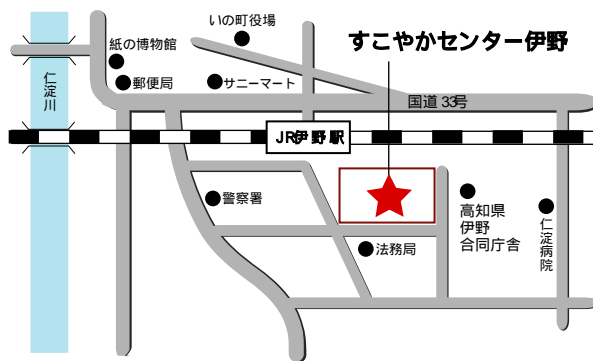 いの町役場
すこやかセンター伊野
紙の博物館
郵便局
サニーマート
仁淀川
国道33号
JR伊野駅
警察署
高知県
伊野
合同庁舎
仁淀病院
法務局